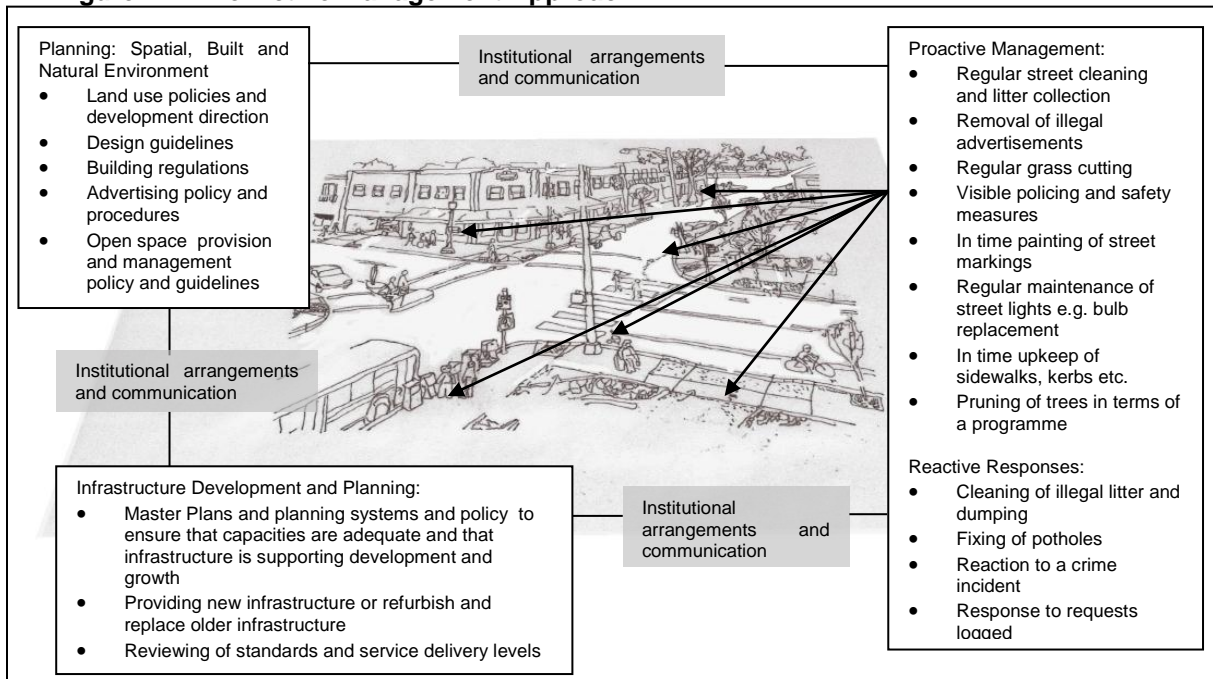 Planning: Spatial, Built and
Natural Environment
• Land use policies and
development direction
• Design guidelines
• Building regulations
• Advertising policy and
procedures
• Open space provision
and management
policy and guidelines
Institutional arrangements
and communication
Proactive Management:
• Regular street cleaning
and litter collection
• Removal of illegal
advertisements
• Regular grass cutting
• Visible policing and safety
measures
• In time painting of street
markings
• Regular maintenance of
street lights e.g. bulb
replacement
• In time upkeep of
sidewalks, kerbs etc.
• Pruning of trees in terms of
a programme
Reactive Responses:
• Cleaning of illegal litter and
dumping
• Fixing of potholes
• Reaction to a crime
incident
• Response to requests
logged
Institutional arrangements
and communication
Infrastructure Development and Planning:
• Master Plans and planning systems and policy to
ensure that capacities are adequate and that
infrastructure is supporting development and
growth
• Providing new infrastructure or refurbish and
replace older infrastructure
• Reviewing of standards and service delivery levels
Institutional
arrangements and
communication